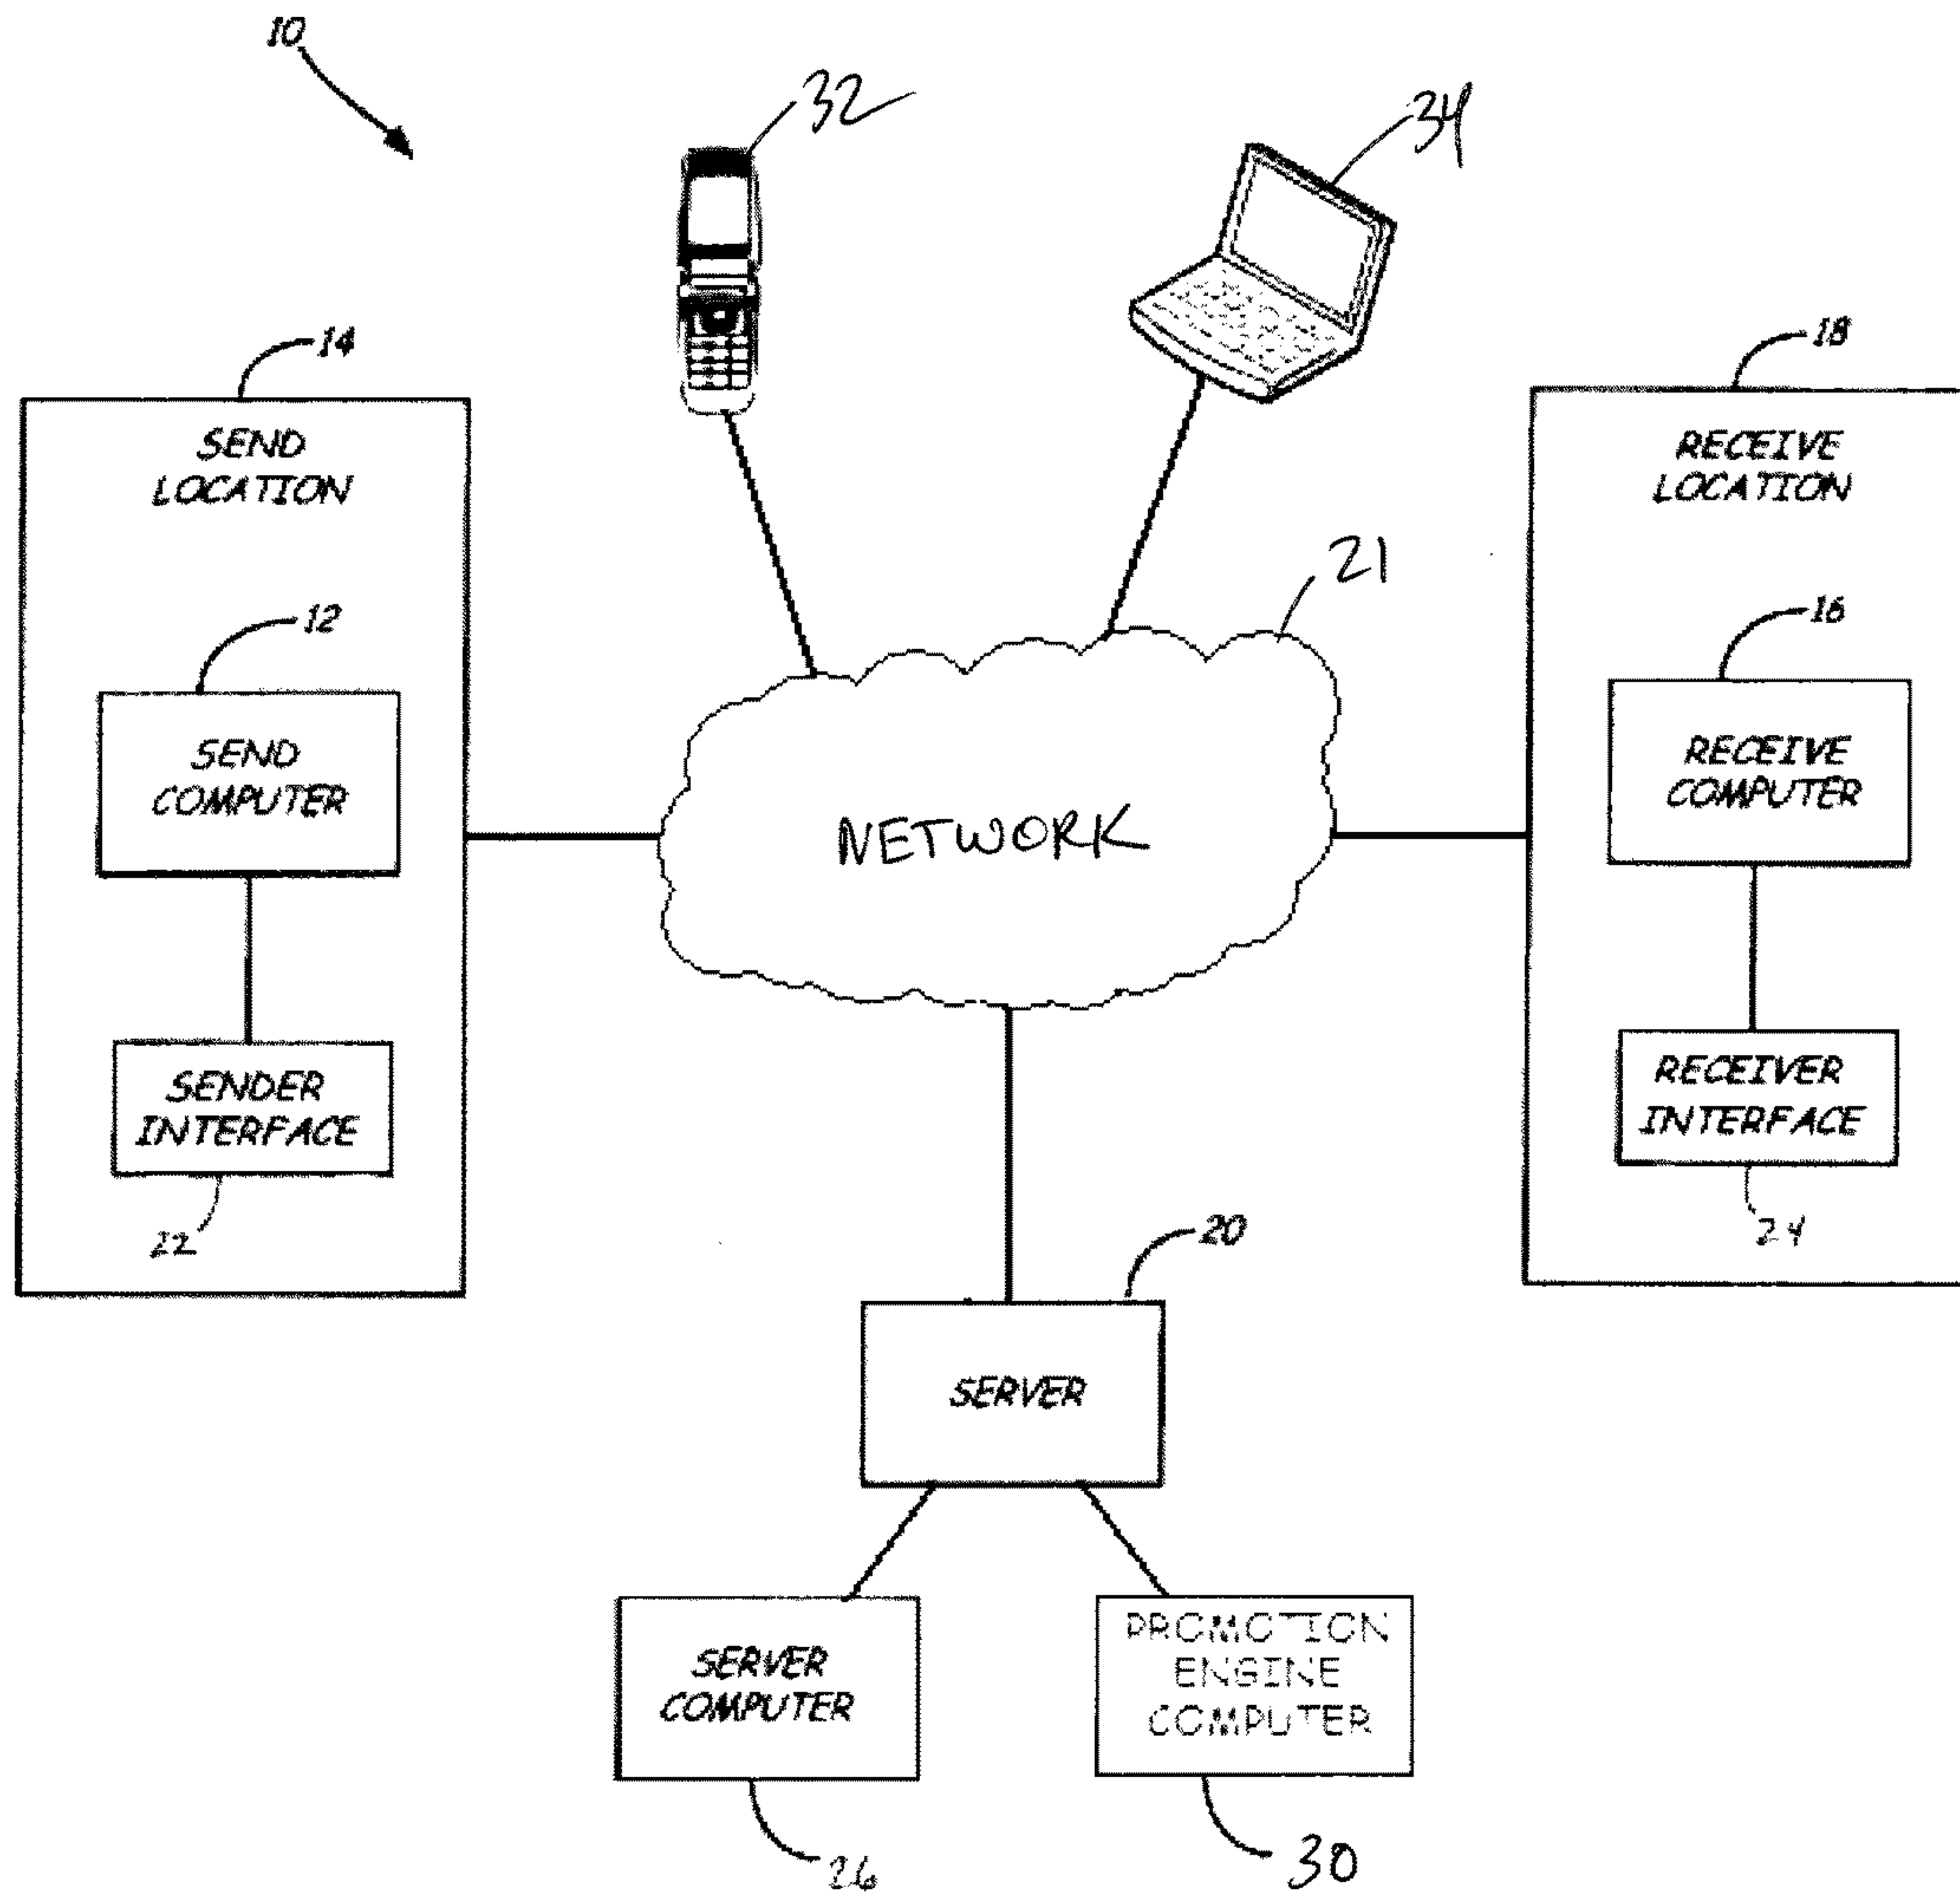 10
32
34
14
18
SEND
LOCATION
RECEIVE
LOCATION
21
12
16
SEND
COMPUTER
RECEIVE
COMPUTER
NETWORK
SENDER
INTERFACE
RECEIVER
INTERFACE
22
24
20
SERVER
SERVER
COMPUTER
PROMOTION
ENGINE
COMPUTER
26
30